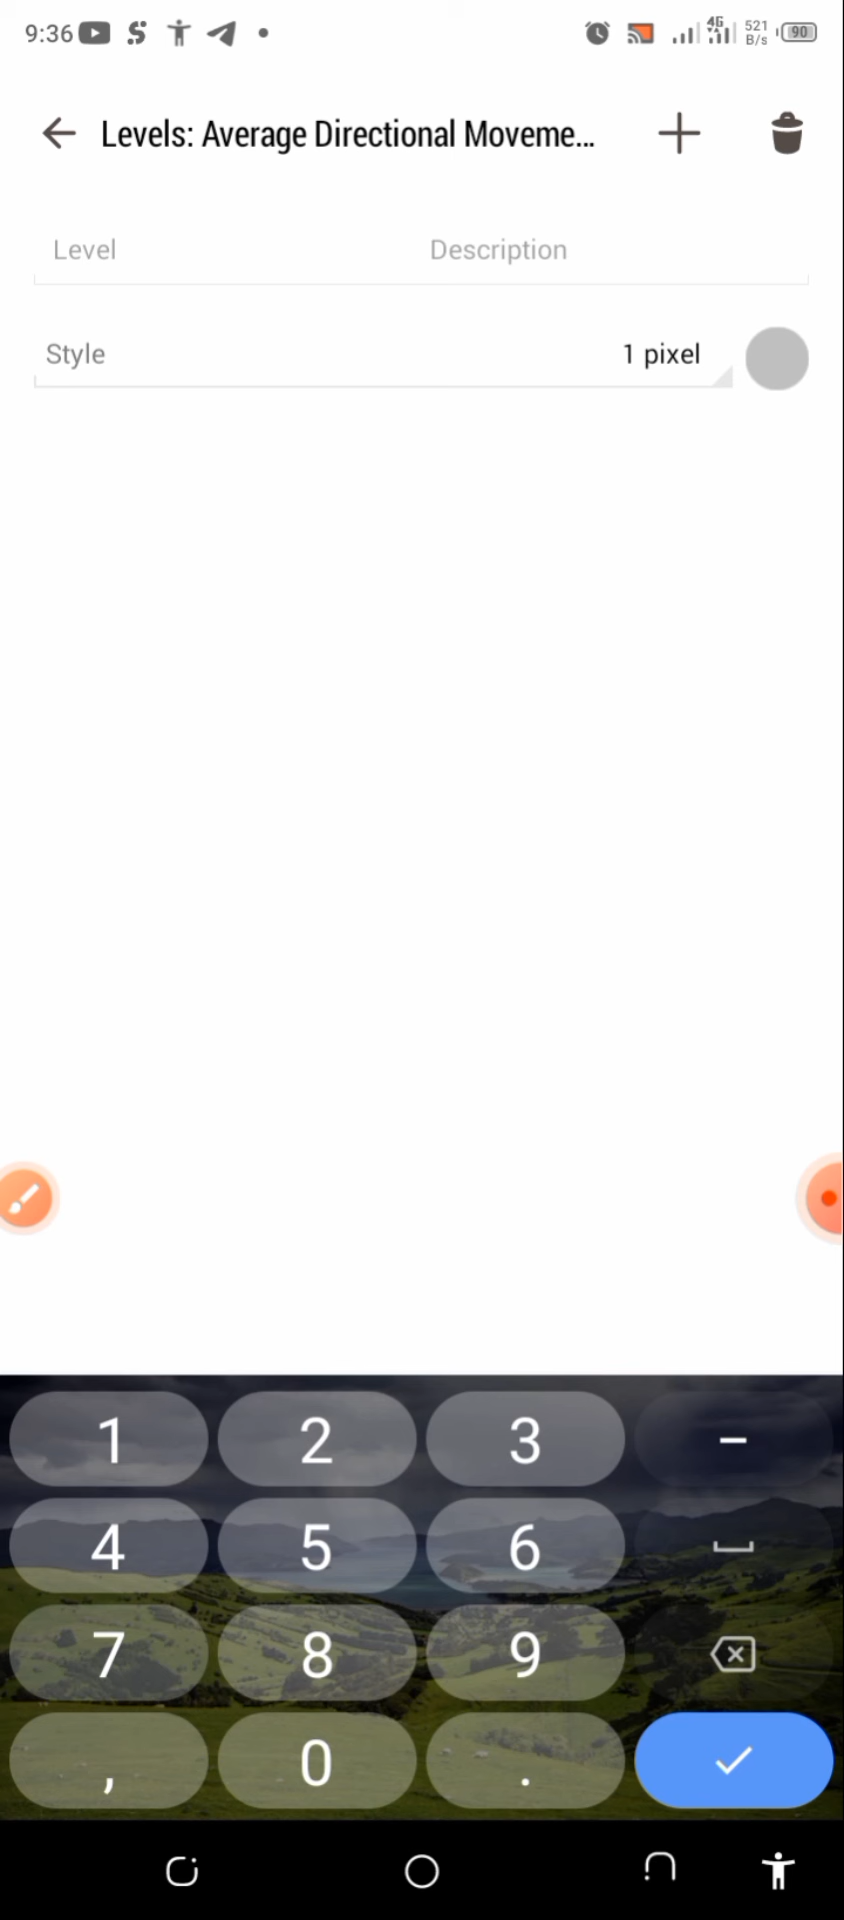 9:36 4G 521 B/s 90
Levels: Average Directional Moveme...
Level Description
Style 1 pixel
1 2 3 –
4 5 6
7 8 9
, 0 .